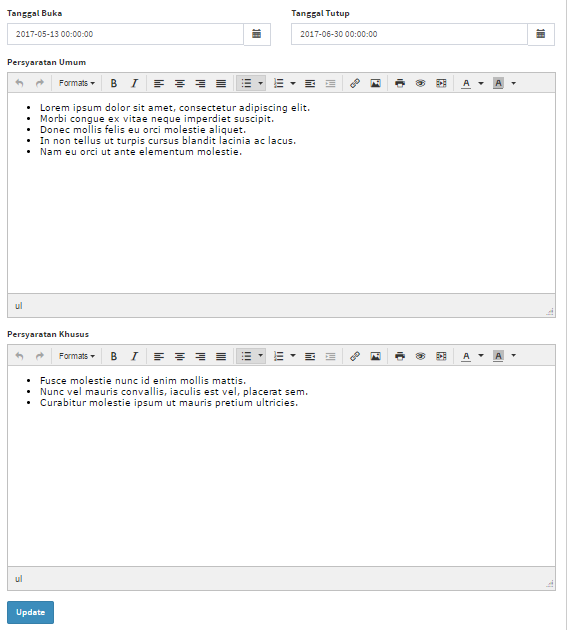 Tanggal Buka
Tanggal Tutup
2017-05-13 00:00:00
2017-06-30 00:00:00
Persyaratan Umum
Formats B I A A
Lorem ipsum dolor sit amet, consectetur adipiscing elit.
Morbi congue ex vitae neque imperdiet suscipit.
Donec mollis felis eu orci molestie aliquet.
In non tellus ut turpis cursus blandit lacinia ac lacus.
Nam eu orci ut ante elementum molestie.
ul
Persyaratan Khusus
Formats B I A A
Fusce molestie nunc id enim mollis mattis.
Nunc vel mauris convallis, iaculis est vel, placerat sem.
Curabitur molestie ipsum ut mauris pretium ultricies.
ul
Update